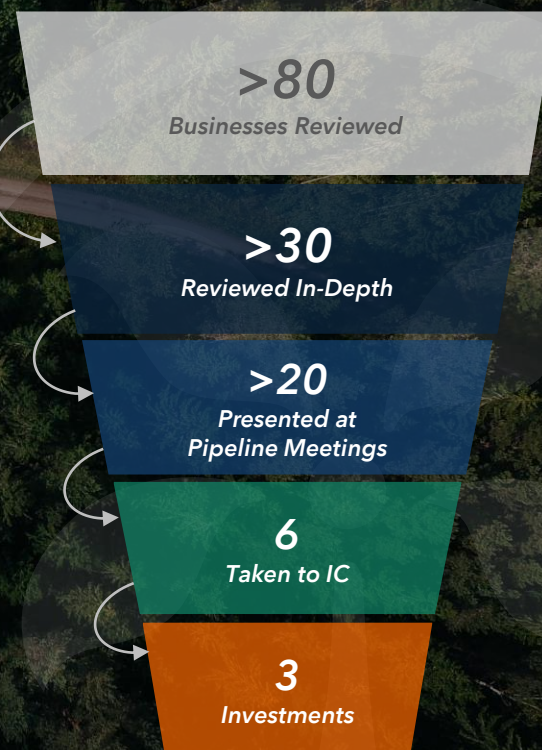 >80
Businesses Reviewed
>30
Reviewed In-Depth
>20
Presented at
Pipeline Meetings
6
Taken to IC
3
Investments